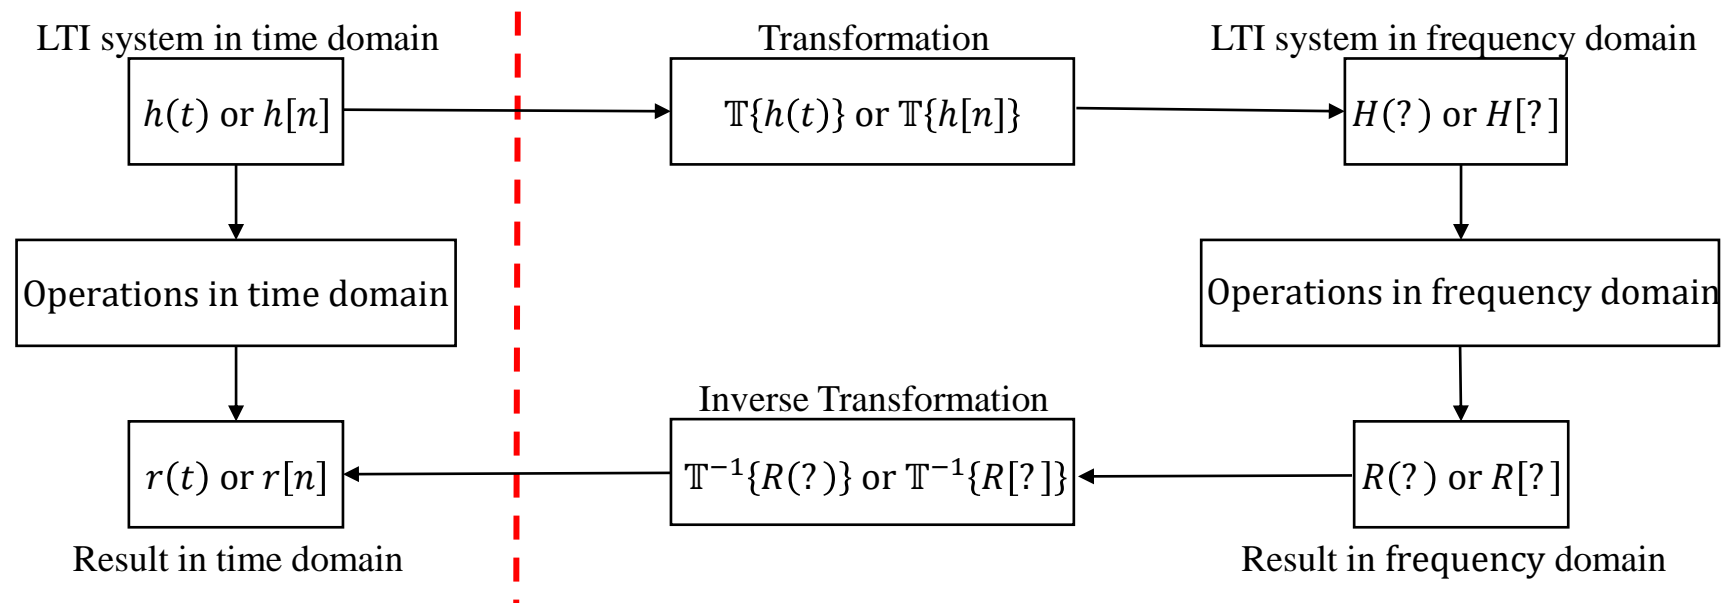 LTI system in time domain
Transformation
LTI system in frequency domain
ℎ(𝑡) or ℎ[𝑛]
𝕋{ℎ(𝑡)} or 𝕋{ℎ[𝑛]}
𝐻(? ) or 𝐻[? ]
Operations in time domain
Operations in frequency domain
Inverse Transformation
𝑟(𝑡) or 𝑟[𝑛]
𝕋⁻¹{𝑅(? )} or 𝕋⁻¹{𝑅[? ]}
𝑅(? ) or 𝑅[? ]
Result in time domain
Result in frequency domain